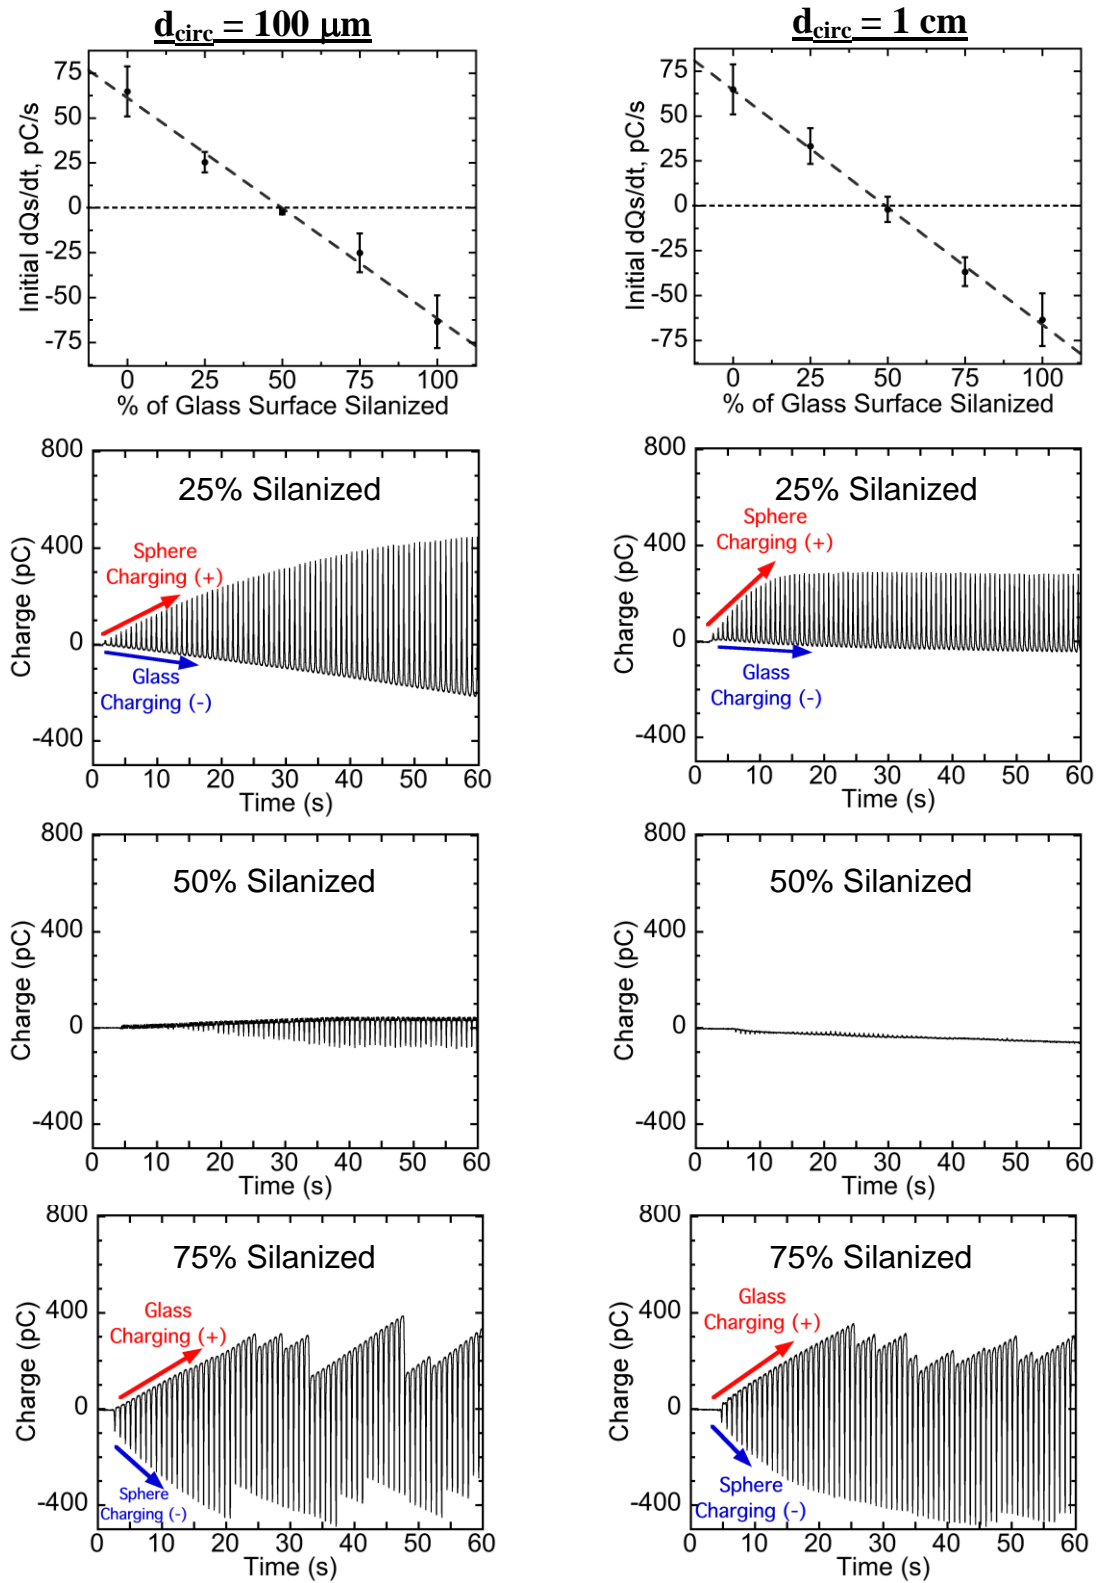 d_circ = 100 μm
75
50
25
0
-25
-50
-75
Initial dQs/dt, pC/s
0 25 50 75 100
% of Glass Surface Silanized
d_circ = 1 cm
75
50
25
0
-25
-50
-75
Initial dQs/dt, pC/s
0 25 50 75 100
% of Glass Surface Silanized
800
400
0
-400
Charge (pC)
25% Silanized
Sphere
Charging (+)
Glass
Charging (-)
0 10 20 30 40 50 60
Time (s)
800
400
0
-400
Charge (pC)
25% Silanized
Sphere
Charging (+)
Glass
Charging (-)
0 10 20 30 40 50 60
Time (s)
800
400
0
-400
Charge (pC)
50% Silanized
0 10 20 30 40 50 60
Time (s)
800
400
0
-400
Charge (pC)
50% Silanized
0 10 20 30 40 50 60
Time (s)
800
400
0
-400
Charge (pC)
75% Silanized
Glass
Charging (+)
Sphere
Charging (-)
0 10 20 30 40 50 60
Time (s)
800
400
0
-400
Charge (pC)
75% Silanized
Glass
Charging (+)
Sphere
Charging (-)
0 10 20 30 40 50 60
Time (s)